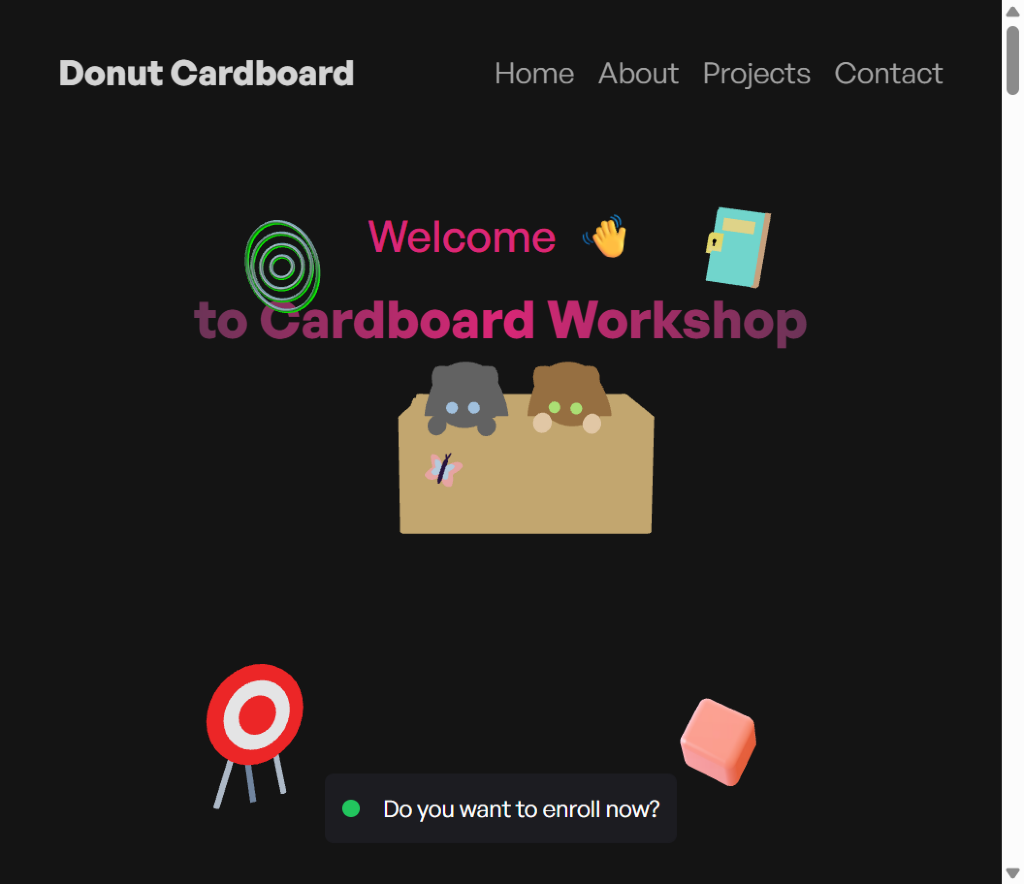 Donut Cardboard
Home About Projects Contact
Welcome 👋
to Cardboard Workshop
Do you want to enroll now?